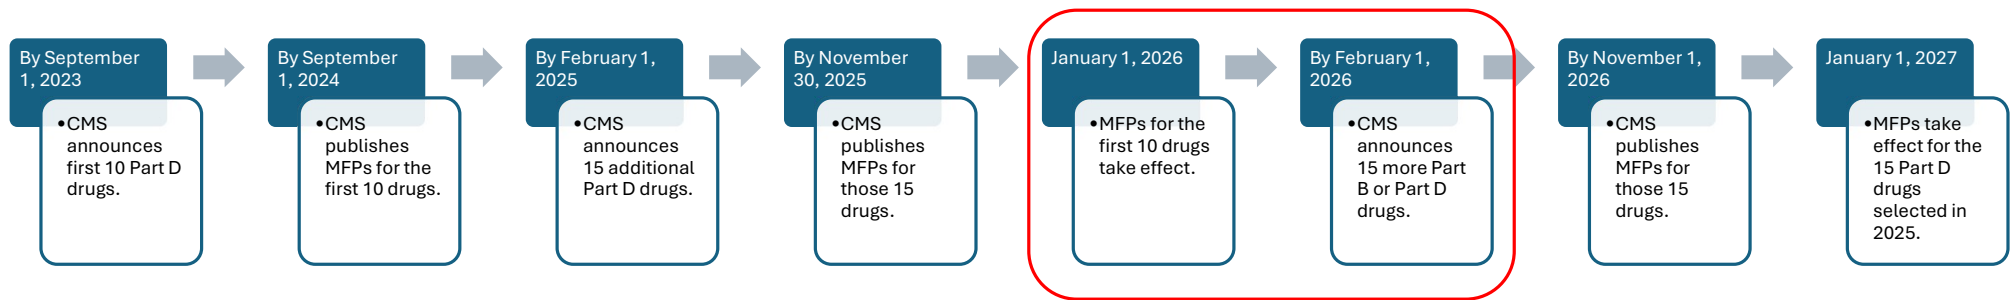 By September
1, 2023
•CMS
announces
first 10 Part D
drugs.
By September
1, 2024
•CMS
publishes
MFPs for the
first 10 drugs.
By February 1,
2025
•CMS
announces
15 additional
Part D drugs.
By November
30, 2025
•CMS
publishes
MFPs for
those 15
drugs.
January 1, 2026
•MFPs for the
first 10 drugs
take effect.
By February 1,
2026
•CMS
announces
15 more Part
B or Part D
drugs.
By November 1,
2026
•CMS
publishes
MFPs for
those 15
drugs.
January 1, 2027
•MFPs take
effect for the
15 Part D
drugs
selected in
2025.